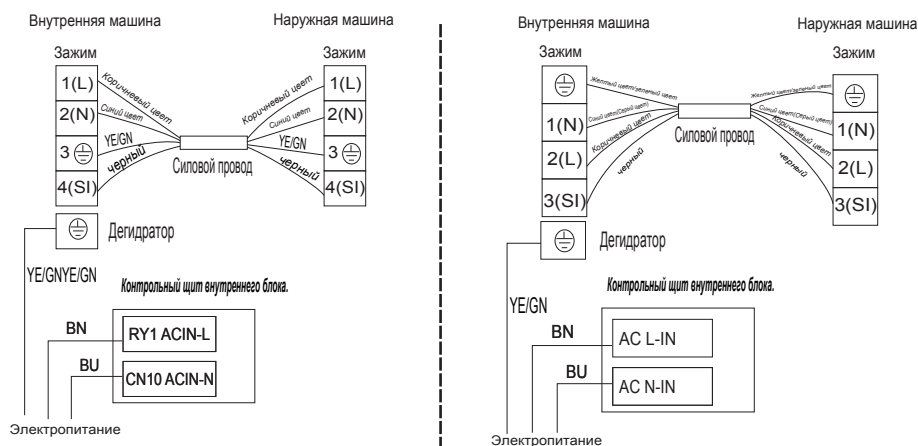 Внутренняя машина
Наружная машина
Зажим
Зажим
1(L)
2(N)
3
4(SI)
Коричневый цвет
Синий цвет
YE/GN
черный
Силовой провод
Коричневый цвет
Синий цвет
YE/GN
черный
1(L)
2(N)
3
4(SI)
Дегидратор
YE/GNYE/GN
Контрольный щит внутреннего блока.
BN
RY1 ACIN-L
BU
CN10 ACIN-N
Электропитание
Внутренняя машина
Наружная машина
Зажим
Зажим
1(N)
2(L)
3(SI)
Желтый цвет/зеленый цвет
Синий цвет(Серый цвет)
Коричневый цвет
черный
Силовой провод
Желтый цвет/зеленый цвет
Синий цвет(Серый цвет)
Коричневый цвет
черный
1(N)
2(L)
3(SI)
Дегидратор
YE/GN
Контрольный щит внутреннего блока.
BN
AC L-IN
BU
AC N-IN
Электропитание